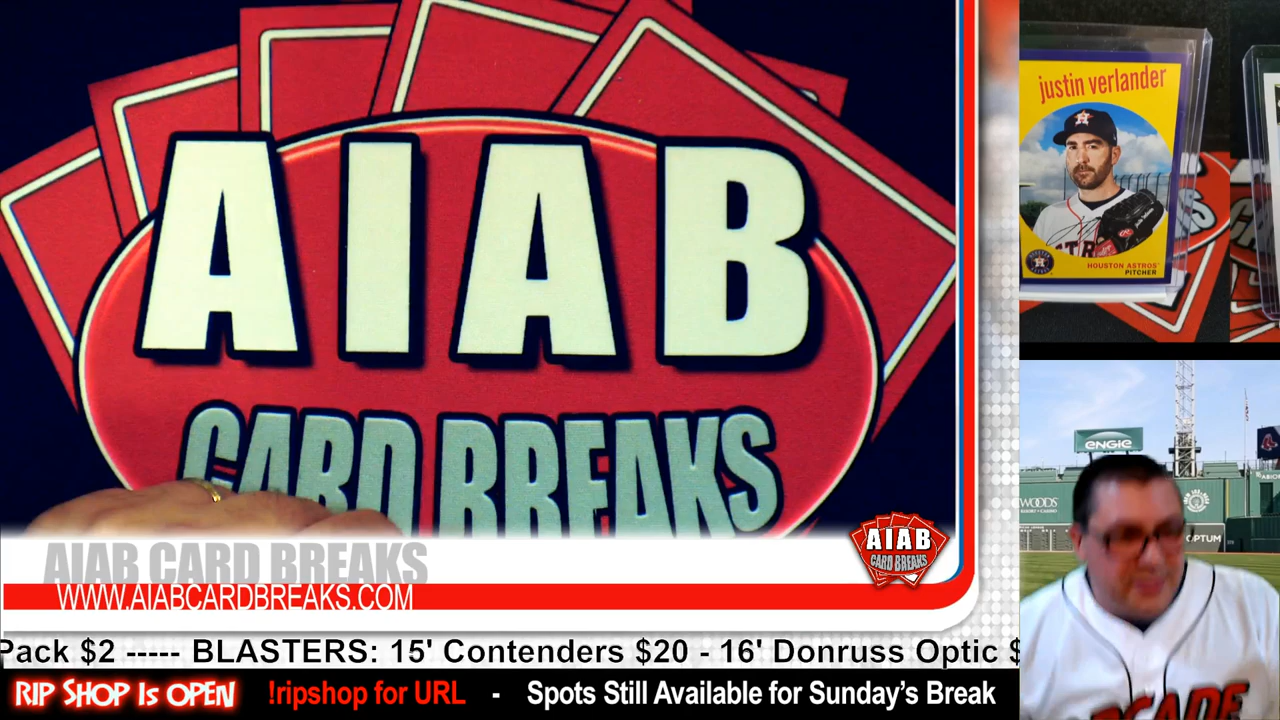 AIAB
CARD BREAKS
AIAB CARD BREAKS
WWW.AIABCARDBREAKS.COM
AIAB
CARD BREAKS
Pack $2 ----- BLASTERS: 15' Contenders $20 - 16' Donruss Optic $
RIP SHOP IS OPEN !ripshop for URL - Spots Still Available for Sunday's Break
justin verlander
HOUSTON ASTROS
PITCHER
ENGIE
WOODS
OPTUM